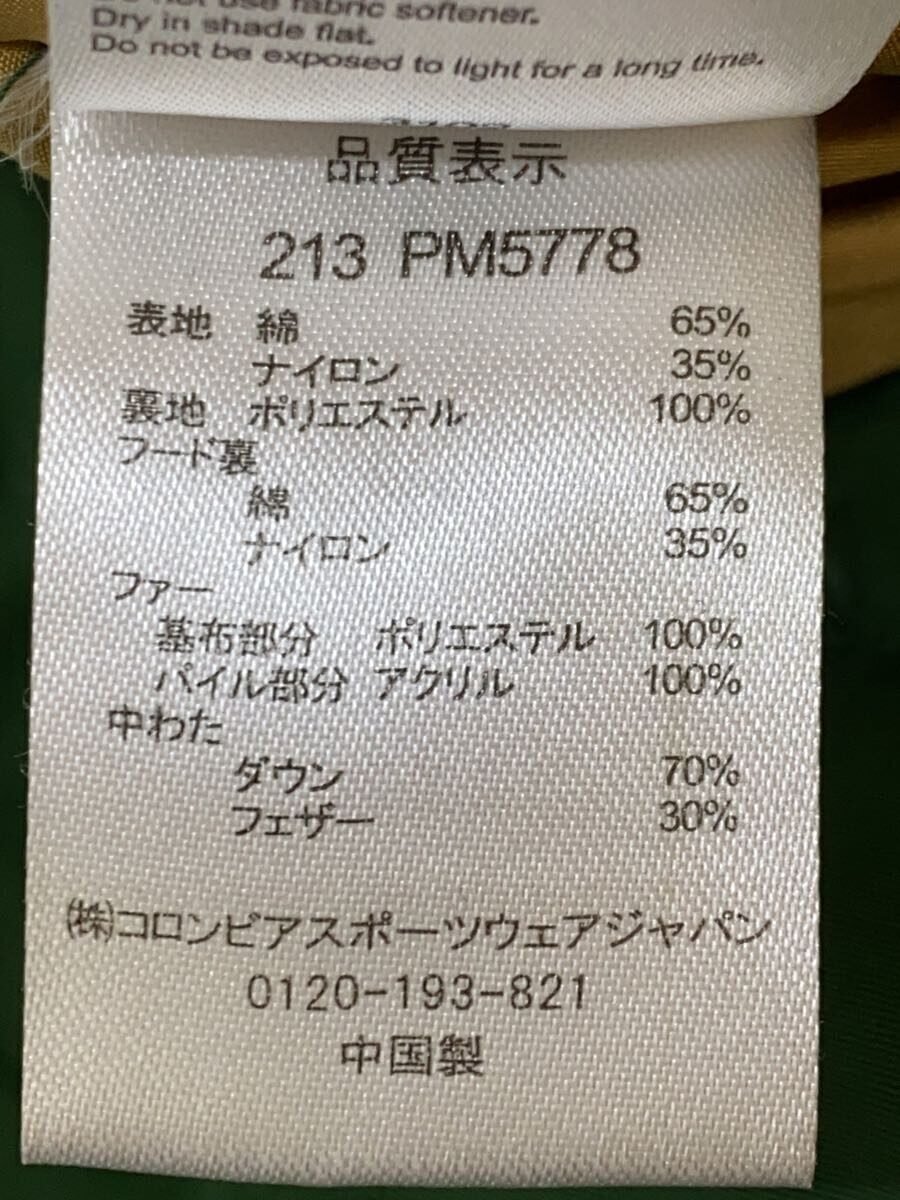 use fabric softener.
Dry in shade flat.
Do not be exposed to light for a long time.
品質表示
213 PM5778
表地 綿 65%
ナイロン 35%
裏地 ポリエステル 100%
フード裏
綿 65%
ナイロン 35%
ファー
基布部分 ポリエステル 100%
パイル部分 アクリル 100%
中わた
ダウン 70%
フェザー 30%
㈱コロンビアスポーツウェアジャパン
0120-193-821
中国製